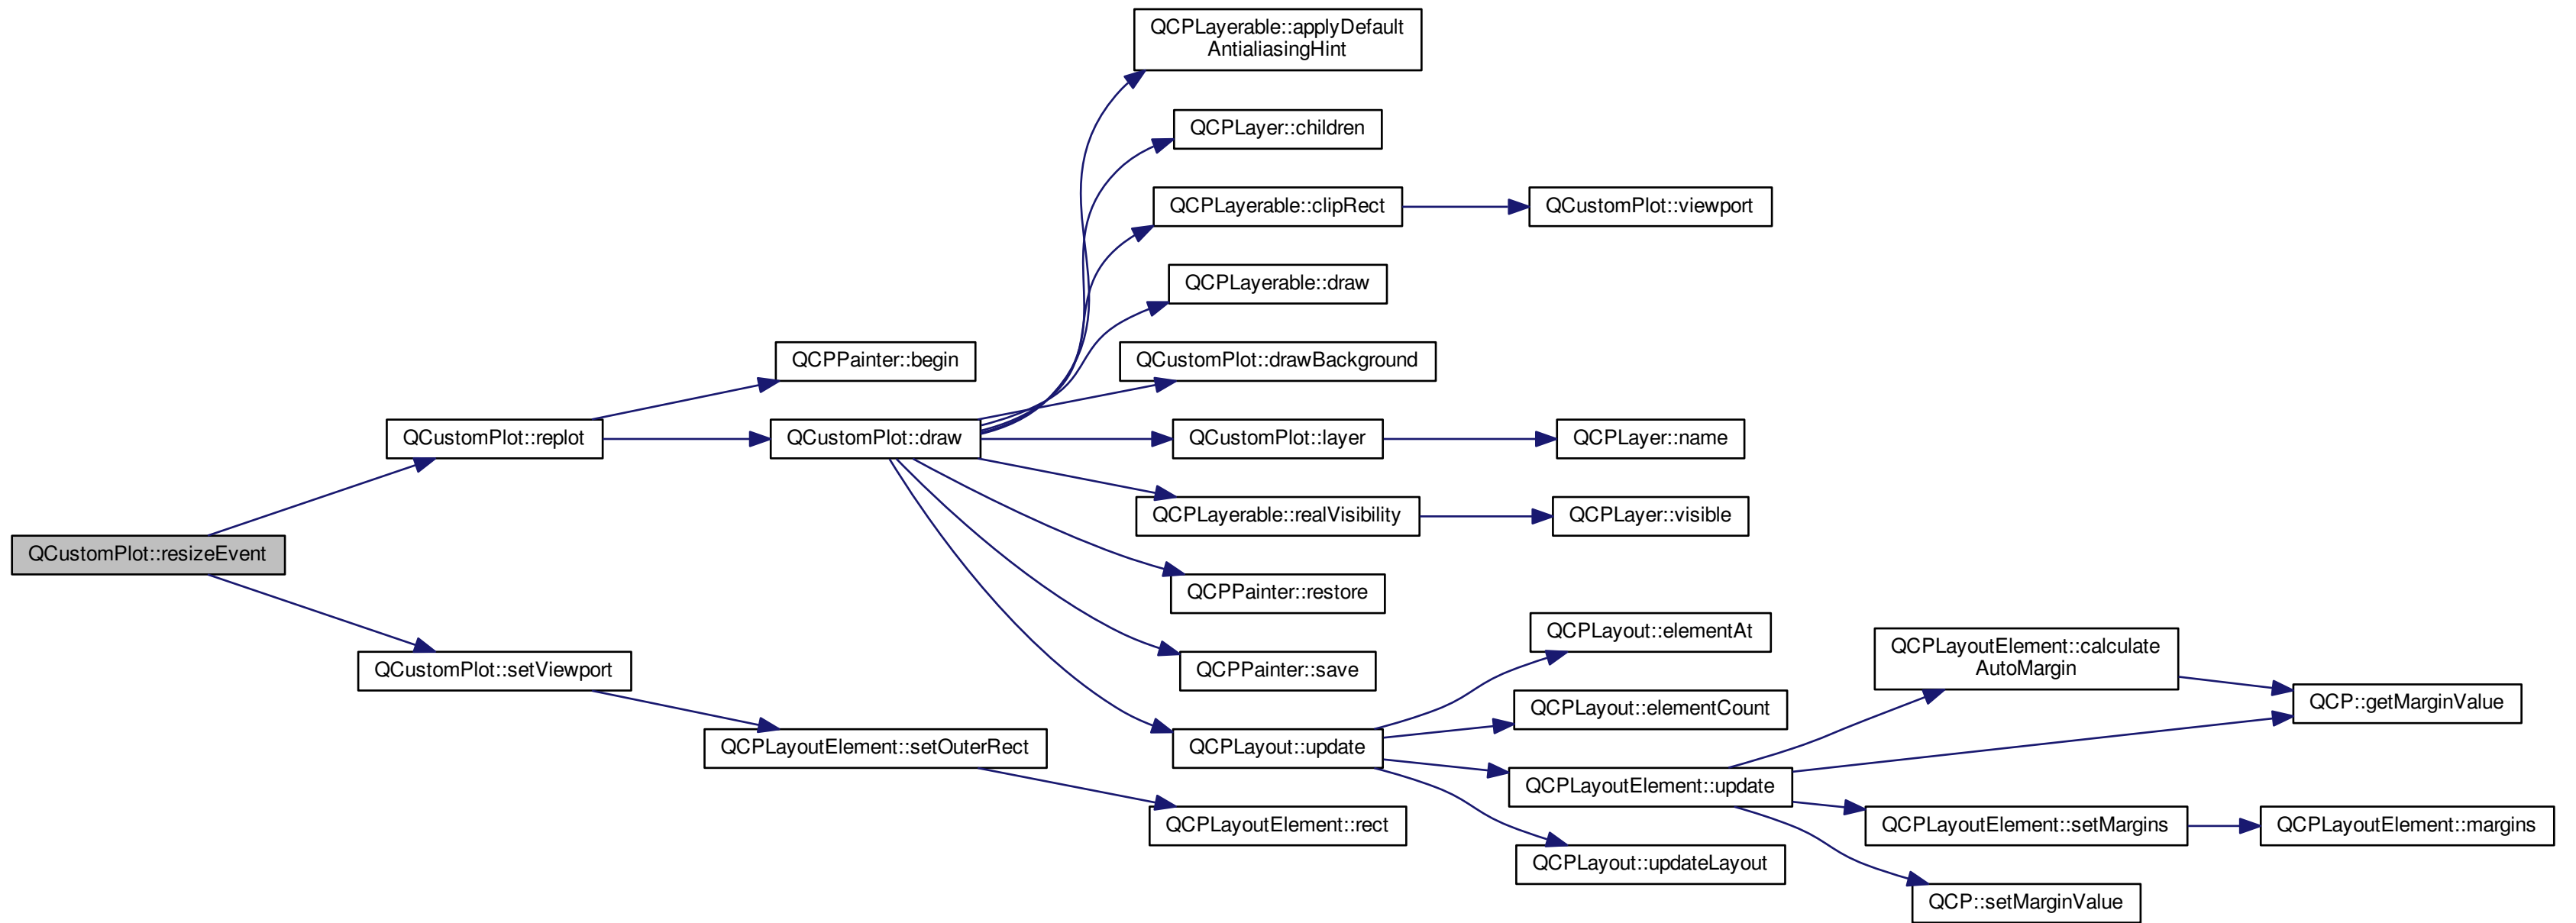 QCPLayerable::applyDefault
AntialiasingHint
QCPLayer::children
QCPLayerable::clipRect
QCustomPlot::viewport
QCPLayerable::draw
QCPPainter::begin
QCustomPlot::drawBackground
QCustomPlot::replot
QCustomPlot::draw
QCustomPlot::layer
QCPLayer::name
QCPLayerable::realVisibility
QCPLayer::visible
QCustomPlot::resizeEvent
QCPPainter::restore
QCPLayout::elementAt
QCPLayoutElement::calculate
AutoMargin
QCustomPlot::setViewport
QCPPainter::save
QCPLayout::elementCount
QCP::getMarginValue
QCPLayoutElement::setOuterRect
QCPLayout::update
QCPLayoutElement::update
QCPLayoutElement::rect
QCPLayoutElement::setMargins
QCPLayoutElement::margins
QCPLayout::updateLayout
QCP::setMarginValue